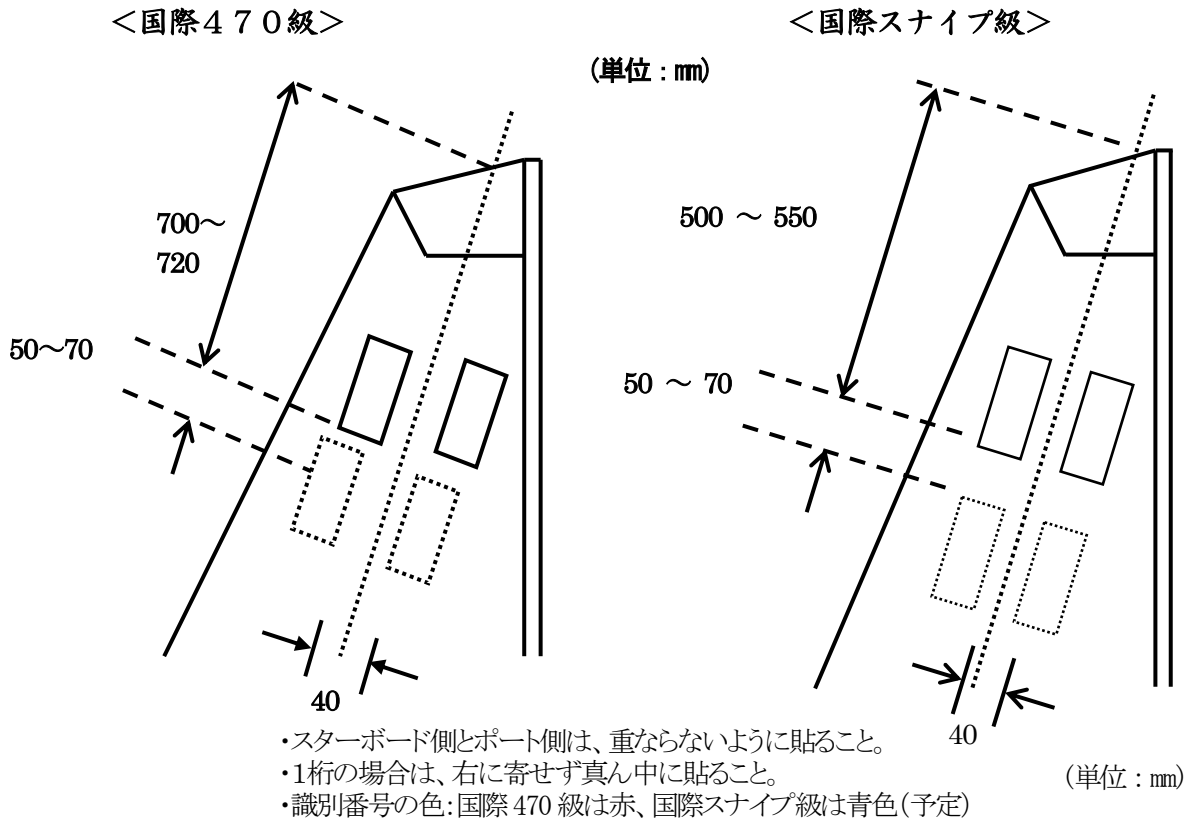 ＜国際４７０級＞
＜国際スナイプ級＞
（単位：㎜）
700～
720
500 ～ 550
50～70
50 ～ 70
40
40
・スターボード側とポート側は、重ならないように貼ること。
・1桁の場合は、右に寄せず真ん中に貼ること。
（単位：㎜）
・識別番号の色：国際 470 級は赤、国際スナイプ級は青色（予定）